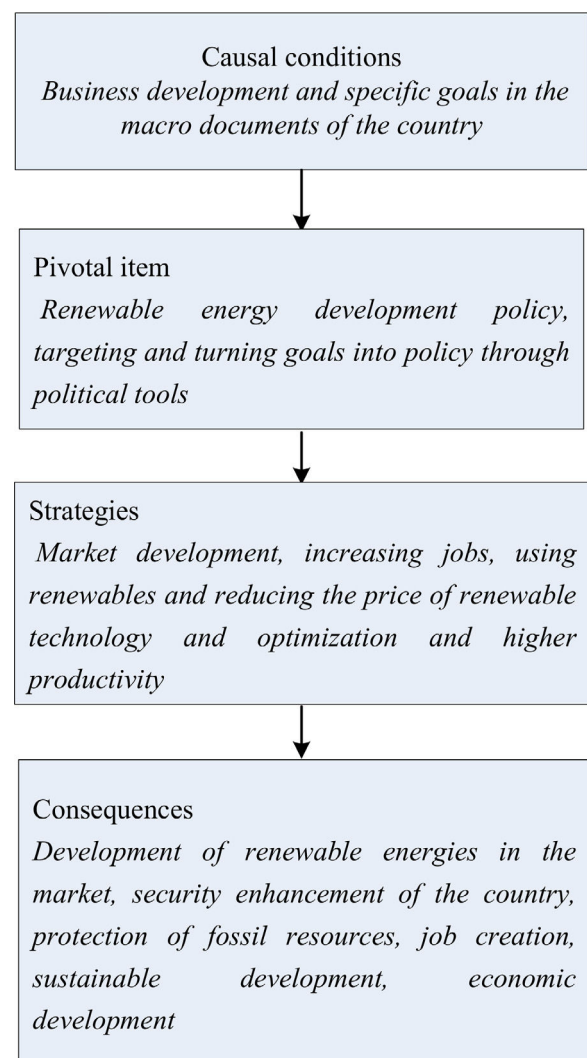 Causal conditions
Business development and specific goals in the
macro documents of the country
Pivotal item
Renewable energy development policy,
targeting and turning goals into policy through
political tools
Strategies
Market development, increasing jobs, using
renewables and reducing the price of renewable
technology and optimization and higher
productivity
Consequences
Development of renewable energies in the
market, security enhancement of the country,
protection of fossil resources, job creation,
sustainable development, economic
development